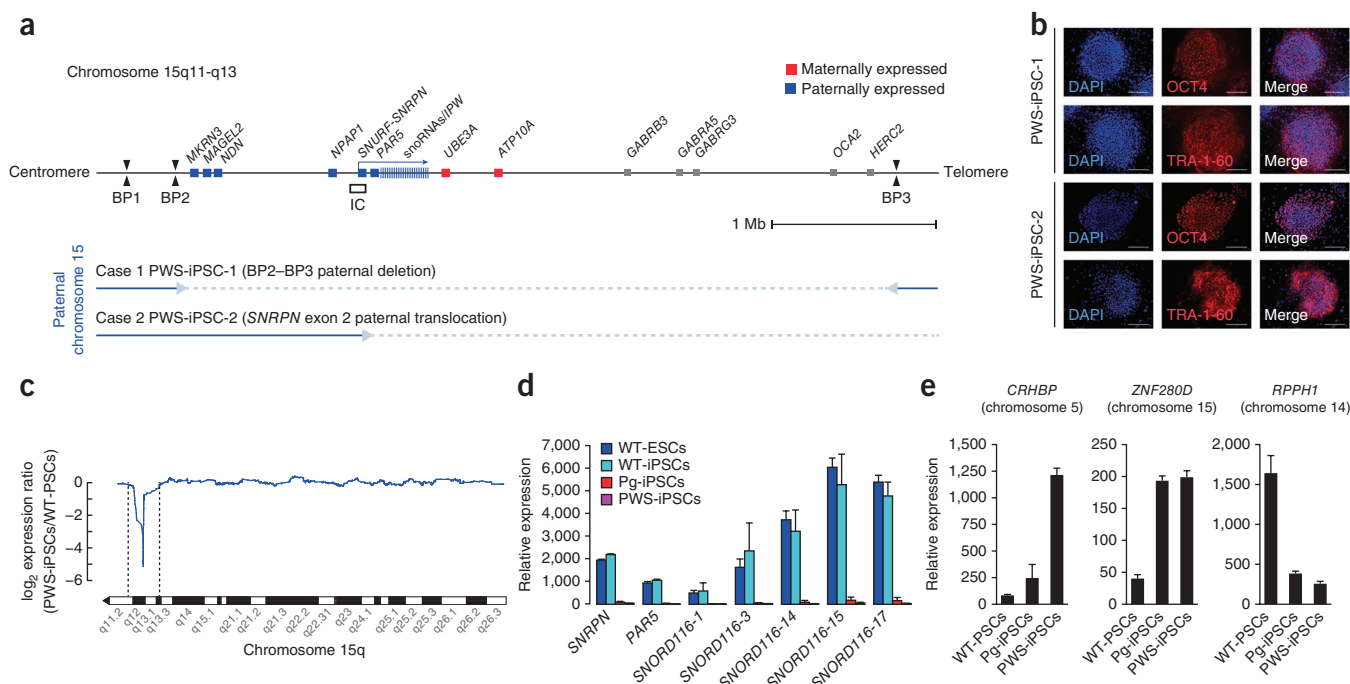 a
Chromosome 15q11-q13
Maternally expressed
Paternally expressed
MKRN3
MAGEL2
NDN
NPAP1
SNURF-SNRPN
PAR5
snoRNAs/IPW
UBE3A
ATP10A
GABRB3
GABRA5
GABRG3
OCA2
HERC2
Centromere
Telomere
BP1
BP2
IC
BP3
1 Mb
Paternal
chromosome 15
Case 1 PWS-iPSC-1 (BP2–BP3 paternal deletion)
Case 2 PWS-iPSC-2 (SNRPN exon 2 paternal translocation)
b
PWS-iPSC-1
DAPI
OCT4
Merge
DAPI
TRA-1-60
Merge
PWS-iPSC-2
DAPI
OCT4
Merge
DAPI
TRA-1-60
Merge
c
log2 expression ratio
(PWS-iPSCs/WT-PSCs)
0
–2
–4
–6
q11.2
q12
q13.1
q13.3
q14
q15.1
q21.1
q21.2
q21.3
q22.2
q22.31
q23
q24.1
q25.1
q25.2
q25.3
q26.1
q26.2
q26.3
Chromosome 15q
d
Relative expression
7,000
6,000
5,000
4,000
3,000
2,000
1,000
0
WT-ESCs
WT-iPSCs
Pg-iPSCs
PWS-iPSCs
SNRPN
PAR5
SNORD116-1
SNORD116-3
SNORD116-14
SNORD116-15
SNORD116-17
e
Relative expression
CRHBP
(chromosome 5)
1,500
1,250
1,000
750
500
250
0
WT-PSCs
Pg-iPSCs
PWS-iPSCs
ZNF280D
(chromosome 15)
250
200
150
100
50
0
WT-PSCs
Pg-iPSCs
PWS-iPSCs
RPPH1
(chromosome 14)
2,000
1,500
1,000
500
0
WT-PSCs
Pg-iPSCs
PWS-iPSCs